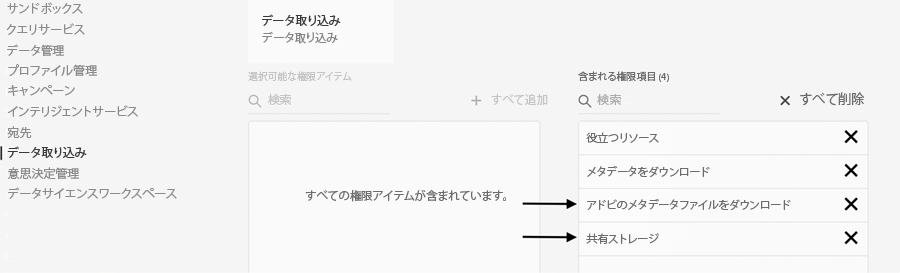 サンドボックス
クエリサービス
データ管理
プロファイル管理
キャンペーン
インテリジェントサービス
宛先
データ取り込み
意思決定管理
データサイエンスワークスペース
データ取り込み
データ取り込み
選択可能な権限アイテム
検索
すべて追加
すべての権限アイテムが含まれています。
含まれる権限項目 (4)
検索
すべて削除
役立つリソース
メタデータをダウンロード
アドビのメタデータファイルをダウンロード
共有ストレージ